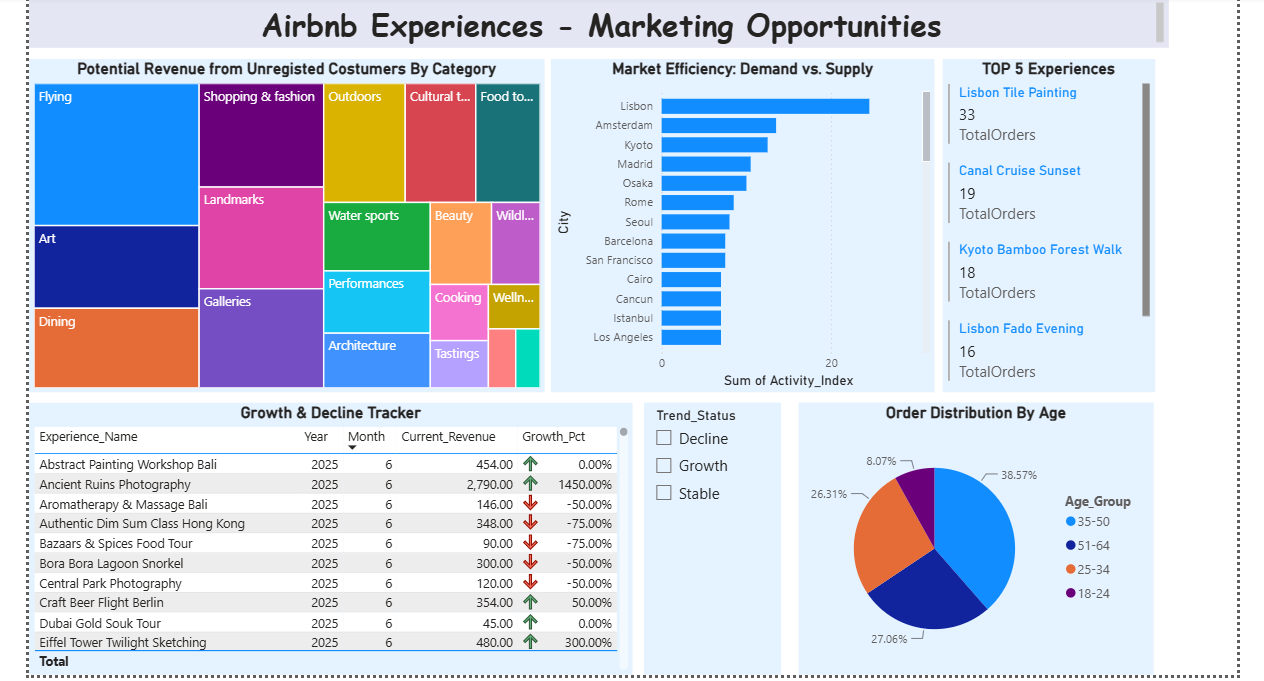 Airbnb Experiences - Marketing Opportunities
Potential Revenue from Unregisted Costumers By Category
Flying
Shopping & fashion
Outdoors
Cultural t...
Food to...
Art
Landmarks
Water sports
Beauty
Wildl...
Dining
Galleries
Performances
Cooking
Welln...
Architecture
Tastings
Market Efficiency: Demand vs. Supply
City
Lisbon
Amsterdam
Kyoto
Madrid
Osaka
Rome
Seoul
Barcelona
San Francisco
Cairo
Cancun
Istanbul
Los Angeles
0 20
Sum of Activity_Index
TOP 5 Experiences
Lisbon Tile Painting
33
TotalOrders
Canal Cruise Sunset
19
TotalOrders
Kyoto Bamboo Forest Walk
18
TotalOrders
Lisbon Fado Evening
16
TotalOrders
Growth & Decline Tracker
Experience_Name Year Month Current_Revenue Growth_Pct
Abstract Painting Workshop Bali 2025 6 454.00 0.00%
Ancient Ruins Photography 2025 6 2,790.00 1450.00%
Aromatherapy & Massage Bali 2025 6 146.00 -50.00%
Authentic Dim Sum Class Hong Kong 2025 6 348.00 -75.00%
Bazaars & Spices Food Tour 2025 6 90.00 -75.00%
Bora Bora Lagoon Snorkel 2025 6 300.00 -50.00%
Central Park Photography 2025 6 120.00 -50.00%
Craft Beer Flight Berlin 2025 6 354.00 50.00%
Dubai Gold Souk Tour 2025 6 45.00 0.00%
Eiffel Tower Twilight Sketching 2025 6 480.00 300.00%
Total
Trend_Status
Decline
Growth
Stable
Order Distribution By Age
8.07%
38.57%
26.31%
27.06%
Age_Group
35-50
51-64
25-34
18-24